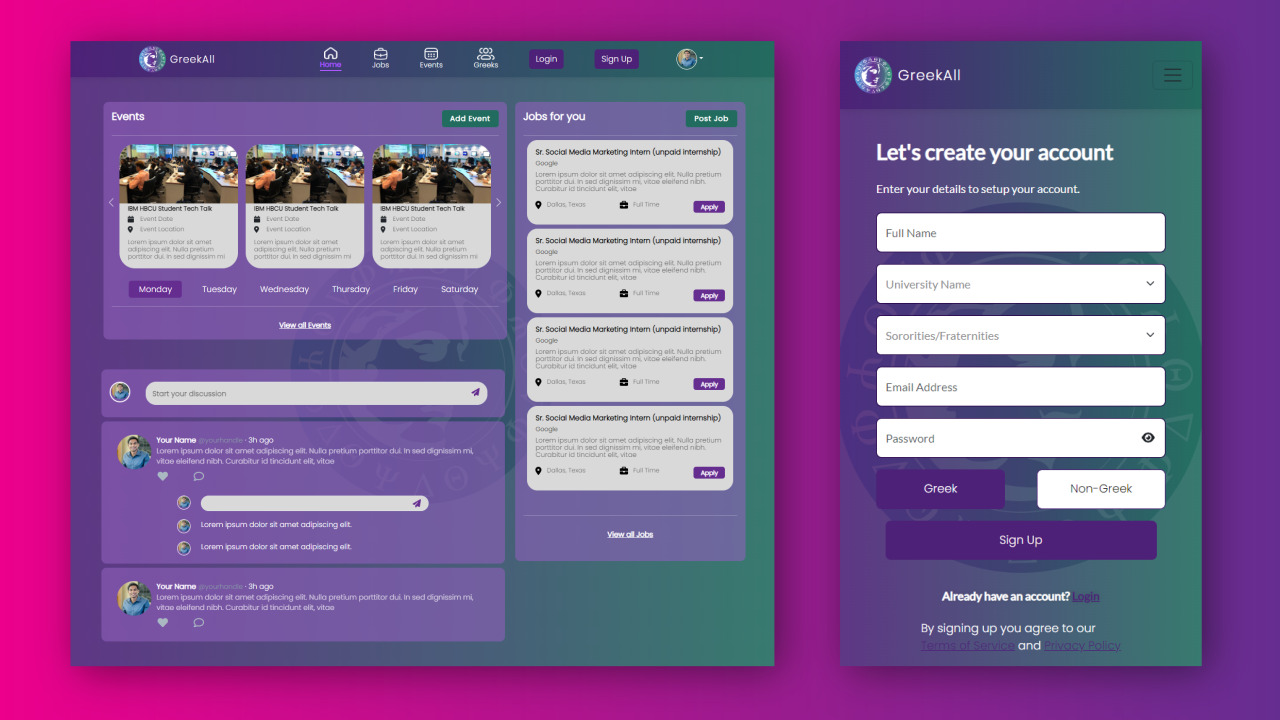 GreekAll
Home
Jobs
Events
Greeks
Login
Sign Up
Events
Add Event
IBM HBCU Student Tech Talk
Event Date
Event Location
Lorem ipsum dolor sit amet
adipiscing elit. Nulla pretium
porttitor dui. In sed dignissim mi
IBM HBCU Student Tech Talk
Event Date
Event Location
Lorem ipsum dolor sit amet
adipiscing elit. Nulla pretium
porttitor dui. In sed dignissim mi
IBM HBCU Student Tech Talk
Event Date
Event Location
Lorem ipsum dolor sit amet
adipiscing elit. Nulla pretium
porttitor dui. In sed dignissim mi
Monday
Tuesday
Wednesday
Thursday
Friday
Saturday
View all Events
Start your discussion
Your Name @yourhandle • 3h ago
Lorem ipsum dolor sit amet adipiscing elit. Nulla pretium porttitor dui. In sed dignissim mi,
vitae eleifend nibh. Curabitur id tincidunt elit, vitae
Lorem ipsum dolor sit amet adipiscing elit.
Lorem ipsum dolor sit amet adipiscing elit.
Your Name @yourhandle • 3h ago
Lorem ipsum dolor sit amet adipiscing elit. Nulla pretium porttitor dui. In sed dignissim mi,
vitae eleifend nibh. Curabitur id tincidunt elit, vitae
Jobs for you
Post Job
Sr. Social Media Marketing Intern (unpaid internship)
Google
Lorem ipsum dolor sit amet adipiscing elit. Nulla pretium
porttitor dui. In sed dignissim mi, vitae eleifend nibh.
Curabitur id tincidunt elit, vitae
Dallas, Texas
Full Time
Apply
Sr. Social Media Marketing Intern (unpaid internship)
Google
Lorem ipsum dolor sit amet adipiscing elit. Nulla pretium
porttitor dui. In sed dignissim mi, vitae eleifend nibh.
Curabitur id tincidunt elit, vitae
Dallas, Texas
Full Time
Apply
Sr. Social Media Marketing Intern (unpaid internship)
Google
Lorem ipsum dolor sit amet adipiscing elit. Nulla pretium
porttitor dui. In sed dignissim mi, vitae eleifend nibh.
Curabitur id tincidunt elit, vitae
Dallas, Texas
Full Time
Apply
Sr. Social Media Marketing Intern (unpaid internship)
Google
Lorem ipsum dolor sit amet adipiscing elit. Nulla pretium
porttitor dui. In sed dignissim mi, vitae eleifend nibh.
Curabitur id tincidunt elit, vitae
Dallas, Texas
Full Time
Apply
View all Jobs
GreekAll
Let's create your account
Enter your details to setup your account.
Full Name
University Name
Sororities/Fraternities
Email Address
Password
Greek
Non-Greek
Sign Up
Already have an account? Login
By signing up you agree to our
Terms of Service and Privacy Policy